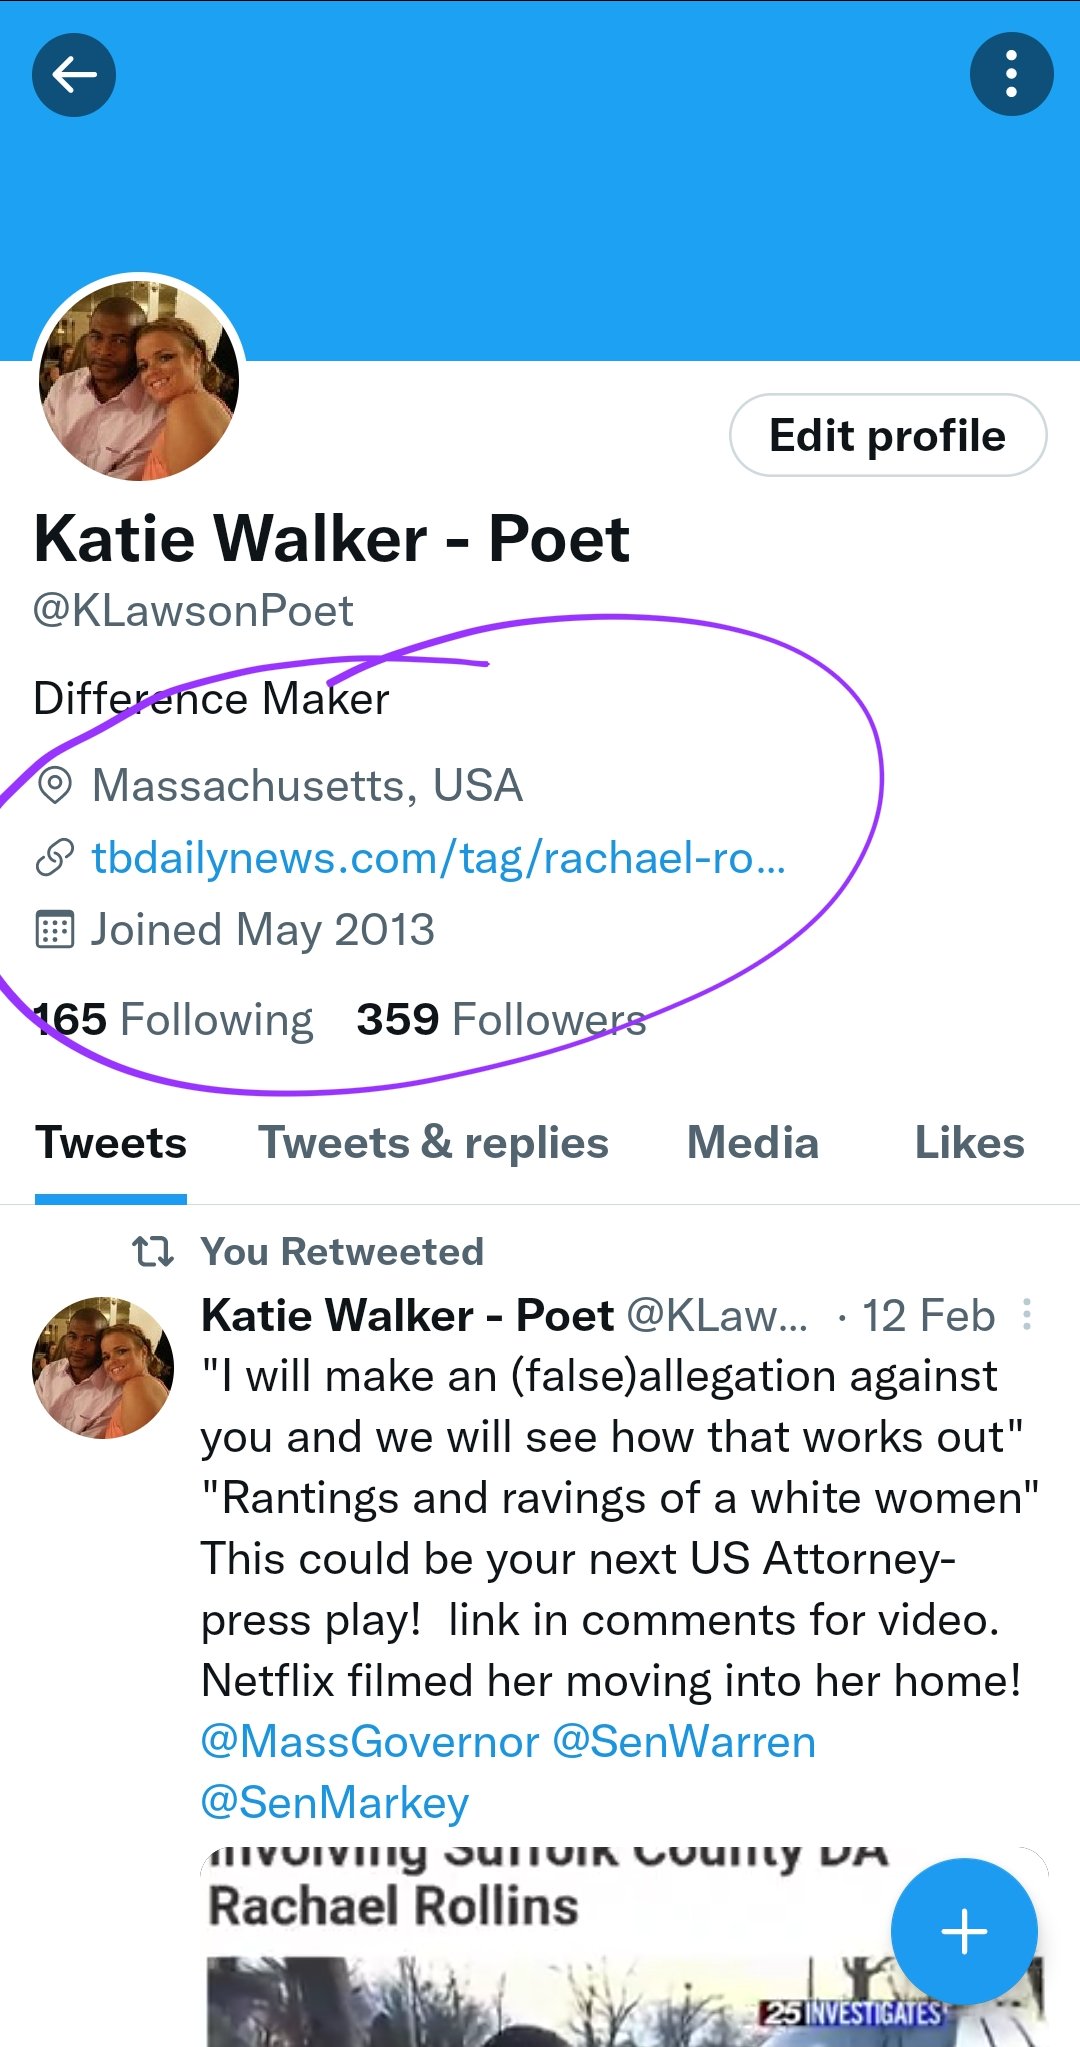 Edit profile
Katie Walker - Poet
@KLawsonPoet
Difference Maker
Massachusetts, USA
tbdailynews.com/tag/rachael-ro...
Joined May 2013
165 Following 359 Followers
Tweets Tweets & replies Media Likes
You Retweeted
Katie Walker - Poet @KLaw... · 12 Feb
"I will make an (false)allegation against
you and we will see how that works out"
"Rantings and ravings of a white women"
This could be your next US Attorney-
press play!  link in comments for video.
Netflix filmed her moving into her home!
@MassGovernor @SenWarren
@SenMarkey
Involving Suffolk County DA
Rachael Rollins
25 INVESTIGATES